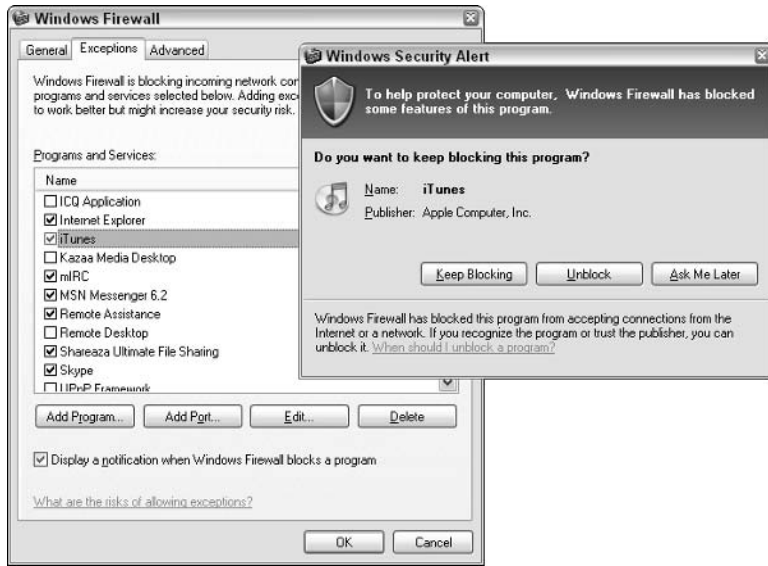 Windows Firewall
General
Exceptions
Advanced
Windows Firewall is blocking incoming network
programs and services selected below. Adding
to work better but might increase your security risk.
Programs and Services:
Name
ICQ Application
Internet Explorer
iTunes
Kazaa Media Desktop
mIRC
MSN Messenger 6.2
Remote Assistance
Remote Desktop
Shareaza Ultimate File Sharing
Skype
UPnP Framework
Add Program...
Add Port...
Edit...
Delete
Display a notification when Windows Firewall blocks a program
What are the risks of allowing exceptions?
OK
Cancel
Windows Security Alert
To help protect your computer, Windows Firewall has blocked
some features of this program.
Do you want to keep blocking this program?
Name: iTunes
Publisher: Apple Computer, Inc.
Keep Blocking
Unblock
Ask Me Later
Windows Firewall has blocked this program from accepting connections from the
Internet or a network. If you recognize the program or trust the publisher, you can
unblock it. When should I unblock a program?